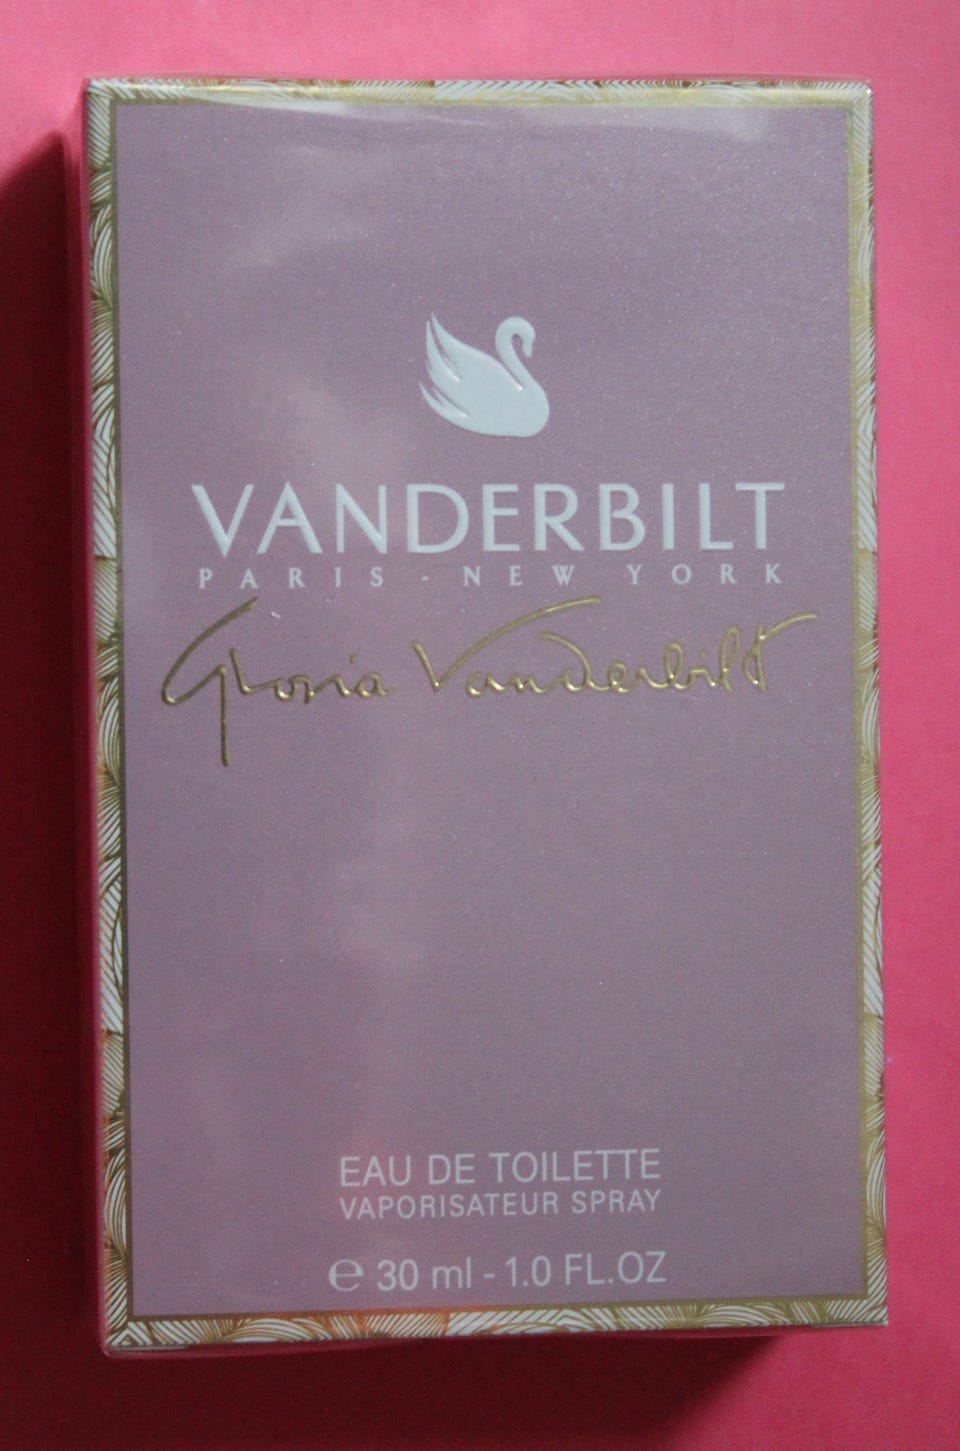 VANDERBILT
PARIS - NEW YORK
Gloria Vanderbilt
EAU DE TOILETTE
VAPORISATEUR SPRAY
℮ 30 ml - 1.0 FL.OZ